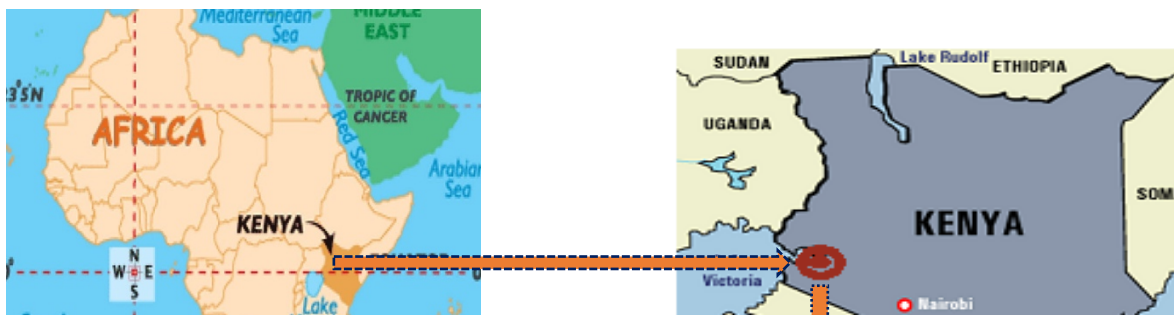 Mediterranean
Sea
MIDDLE
EAST
TROPIC OF
CANCER
AFRICA
Red Sea
Arabian
Sea
KENYA
N
W E
S
0°
Lake
SUDAN
Lake Rudolf
ETHIOPIA
UGANDA
SOM
KENYA
Victoria
Nairobi